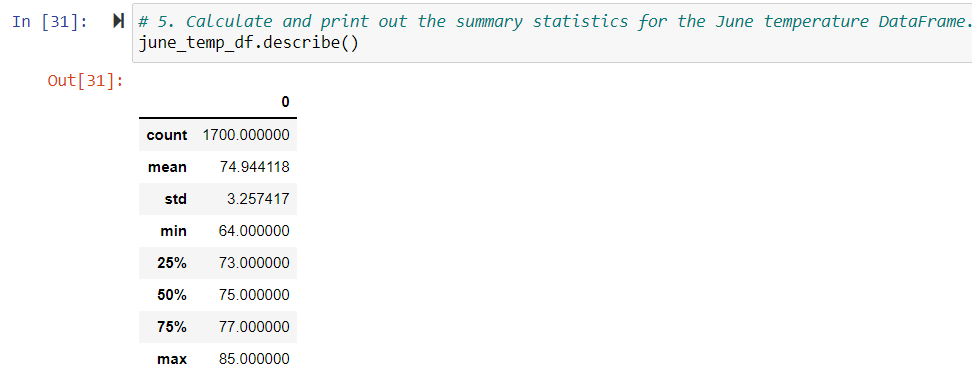 In [31]: # 5. Calculate and print out the summary statistics for the June temperature DataFrame.
june_temp_df.describe()
Out[31]:
0
count 1700.000000
mean 74.944118
std 3.257417
min 64.000000
25% 73.000000
50% 75.000000
75% 77.000000
max 85.000000